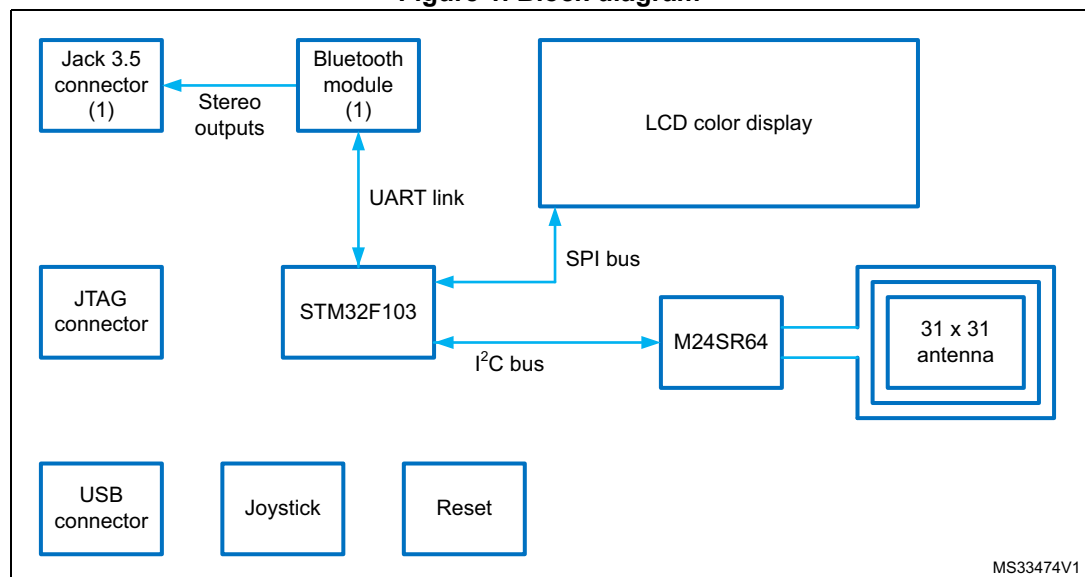 Jack 3.5
connector
(1)
Bluetooth
module
(1)
Stereo
outputs
LCD color display
UART link
SPI bus
JTAG
connector
STM32F103
I²C bus
M24SR64
31 x 31
antenna
USB
connector
Joystick
Reset
MS33474V1